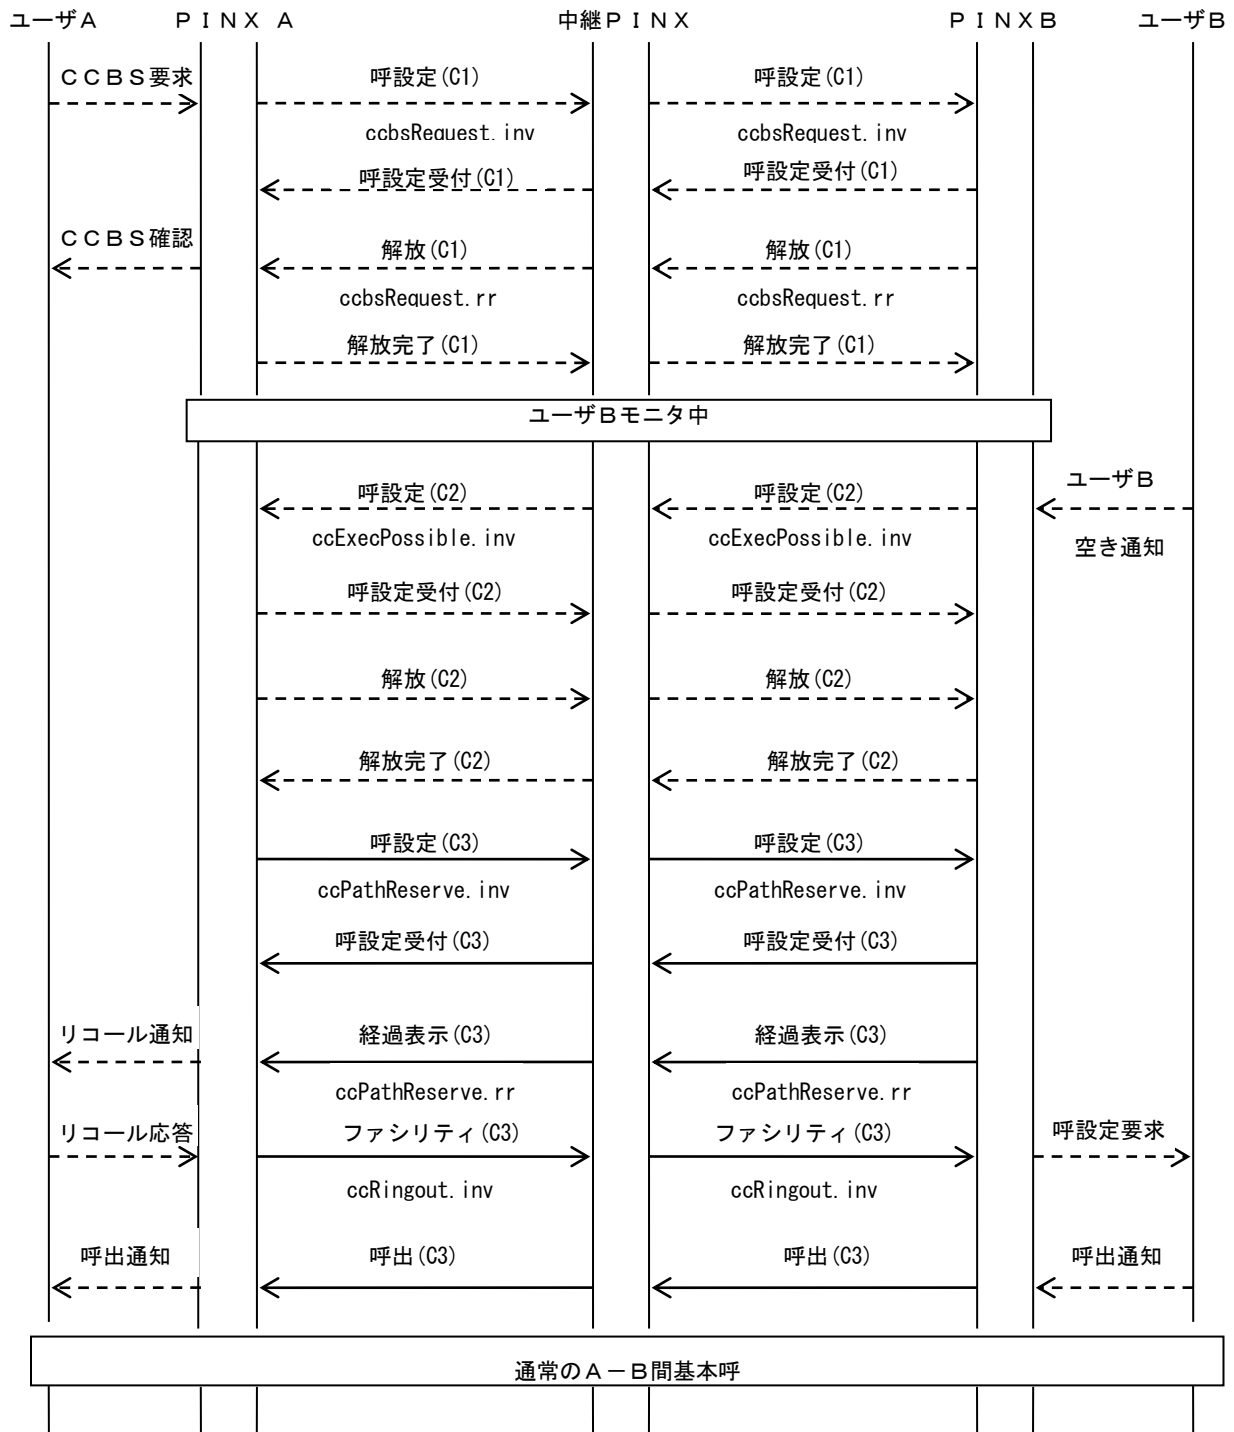 ユーザA　ＰＩＮＸ A　中継ＰＩＮＸ　ＰＩＮＸＢ　ユーザＢ
ＣＣＢＳ要求　呼設定(C1)　呼設定(C1)
ccbsRequest.inv　ccbsRequest.inv
呼設定受付(C1)　呼設定受付(C1)
ＣＣＢＳ確認　解放(C1)　解放(C1)
ccbsRequest.rr　ccbsRequest.rr
解放完了(C1)　解放完了(C1)
ユーザＢモニタ中
呼設定(C2)　呼設定(C2)　ユーザＢ
ccExecPossible.inv　ccExecPossible.inv　空き通知
呼設定受付(C2)　呼設定受付(C2)
解放(C2)　解放(C2)
解放完了(C2)　解放完了(C2)
呼設定(C3)　呼設定(C3)
ccPathReserve.inv　ccPathReserve.inv
呼設定受付(C3)　呼設定受付(C3)
リコール通知　経過表示(C3)　経過表示(C3)
ccPathReserve.rr　ccPathReserve.rr
リコール応答　ファシリティ(C3)　ファシリティ(C3)　呼設定要求
ccRingout.inv　ccRingout.inv
呼出通知　呼出(C3)　呼出(C3)　呼出通知
通常のＡ－Ｂ間基本呼